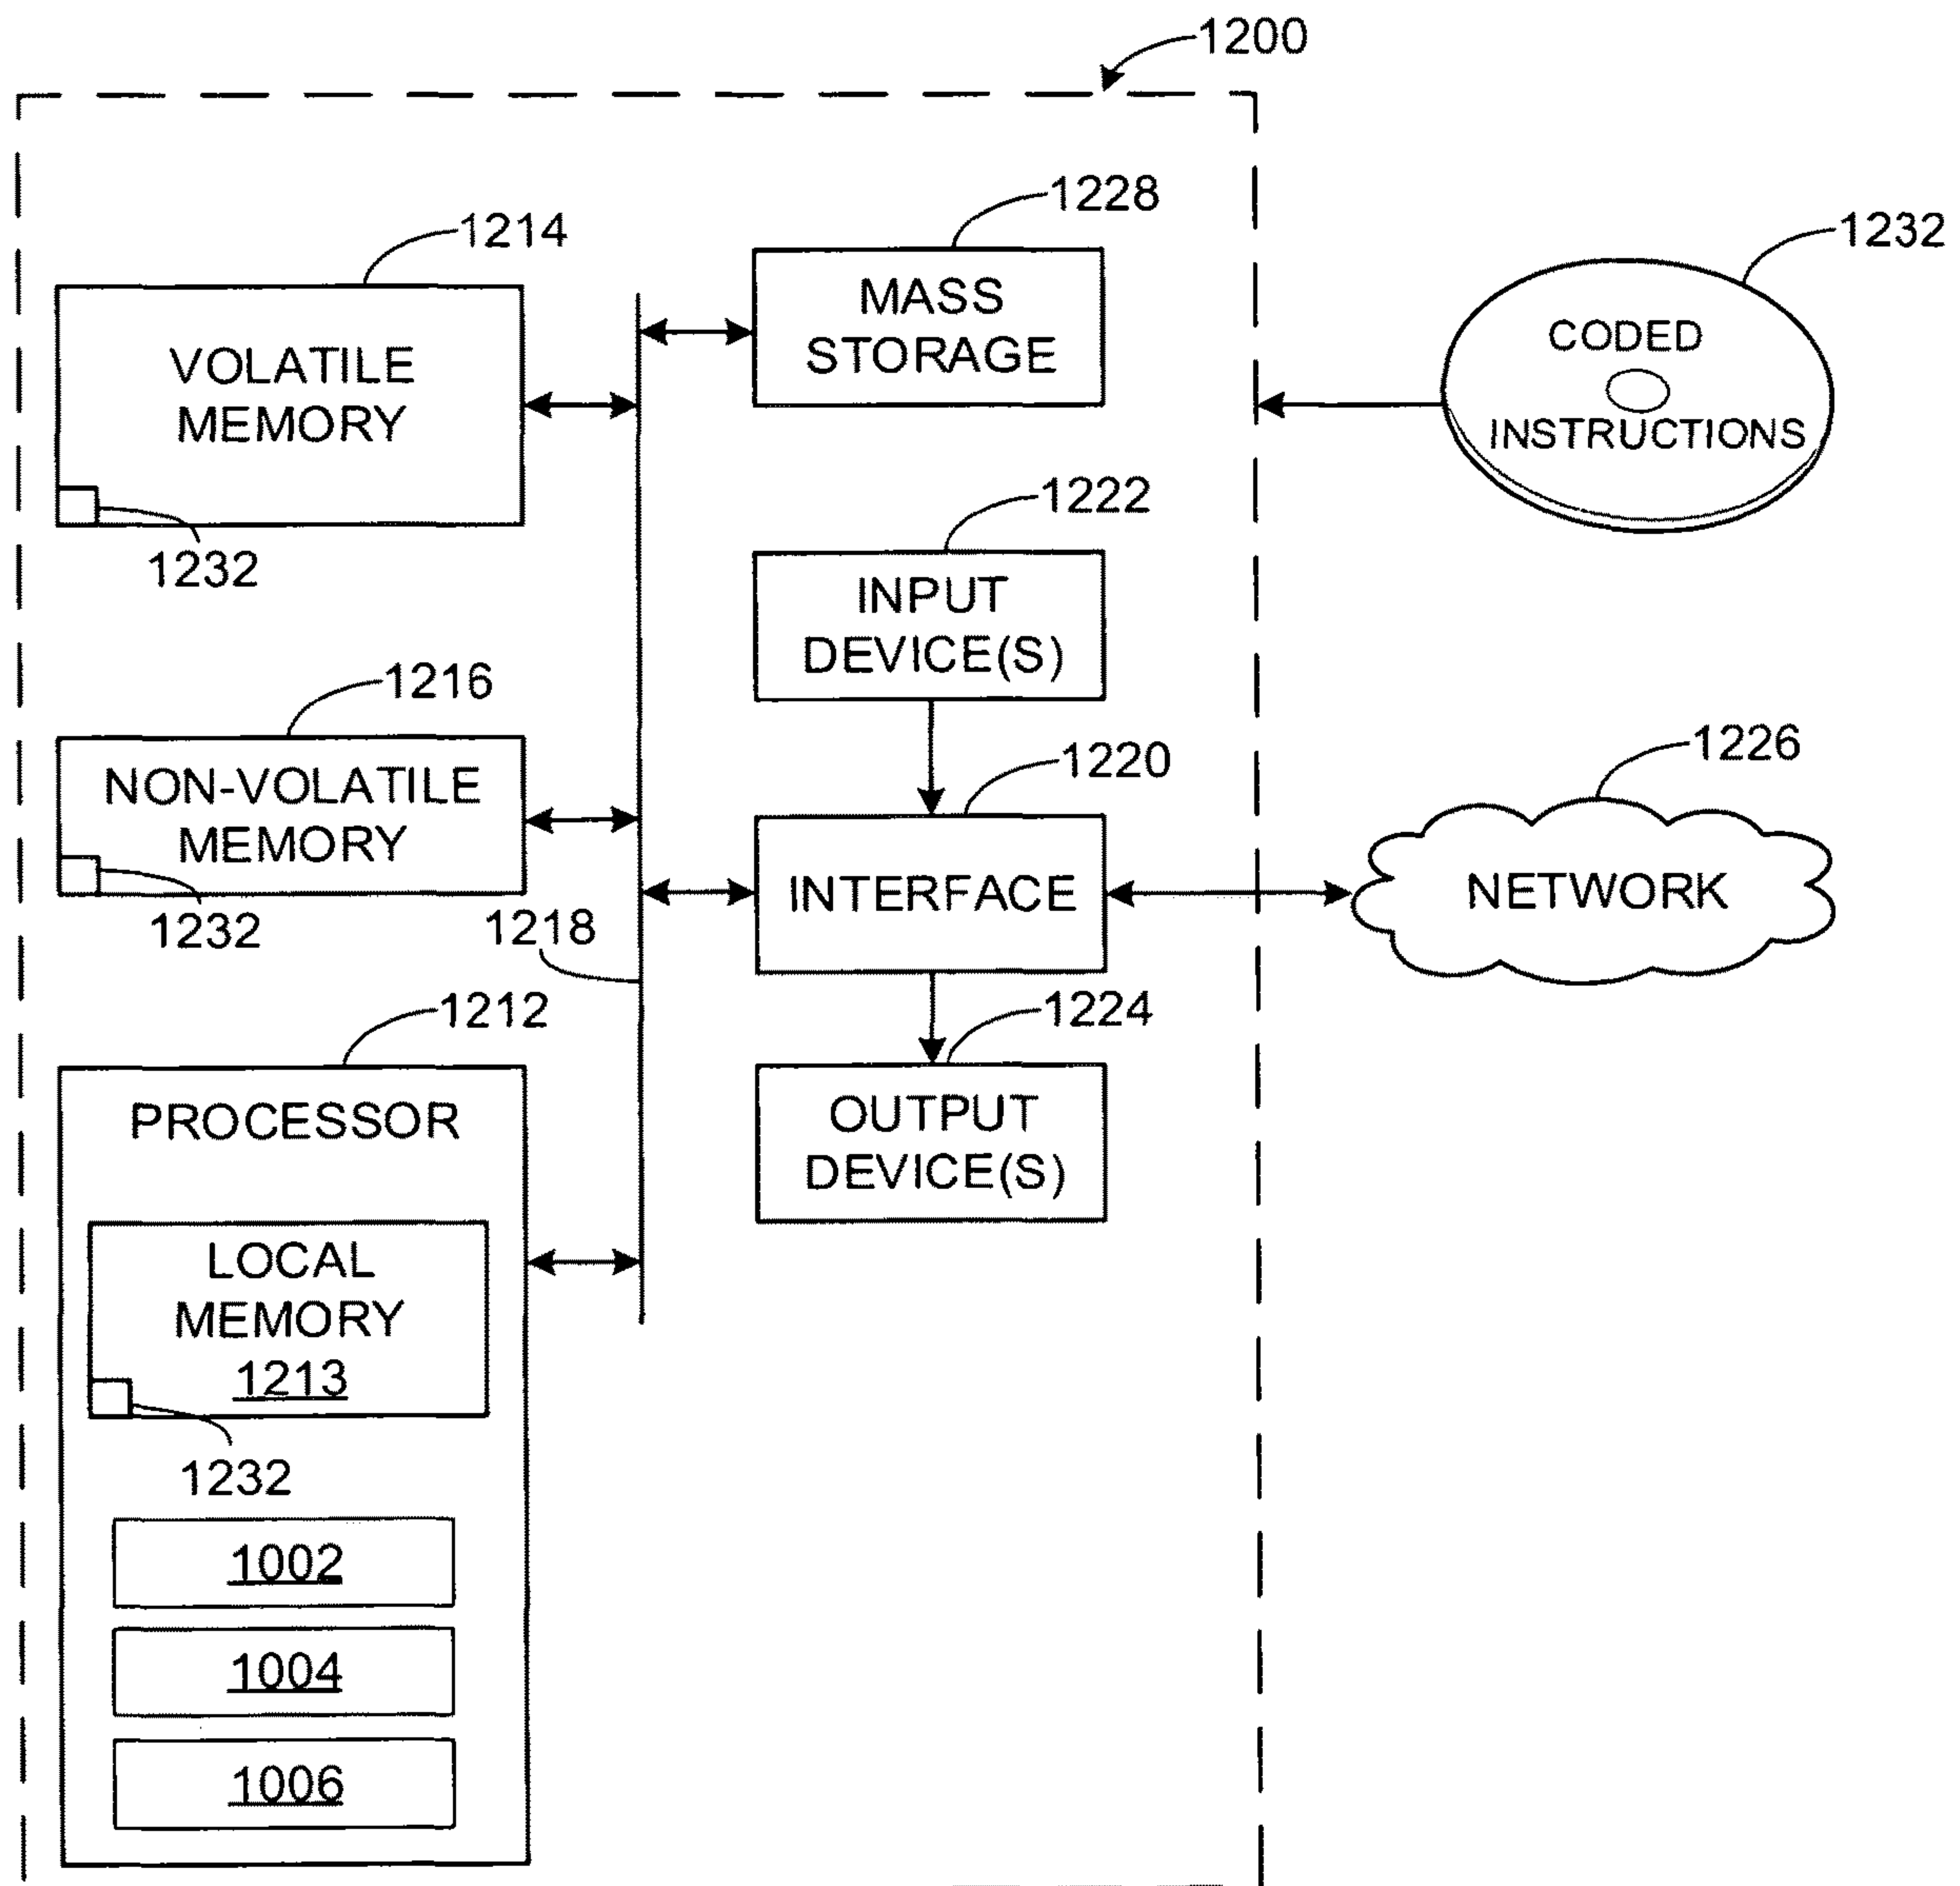 1200
1228
1214
1232
MASS
STORAGE
VOLATILE
MEMORY
CODED
INSTRUCTIONS
1222
1232
INPUT
DEVICE(S)
1216
1220
1226
NON-VOLATILE
MEMORY
INTERFACE
NETWORK
1232
1218
1212
1224
PROCESSOR
OUTPUT
DEVICE(S)
LOCAL
MEMORY
1213
1232
1002
1004
1006